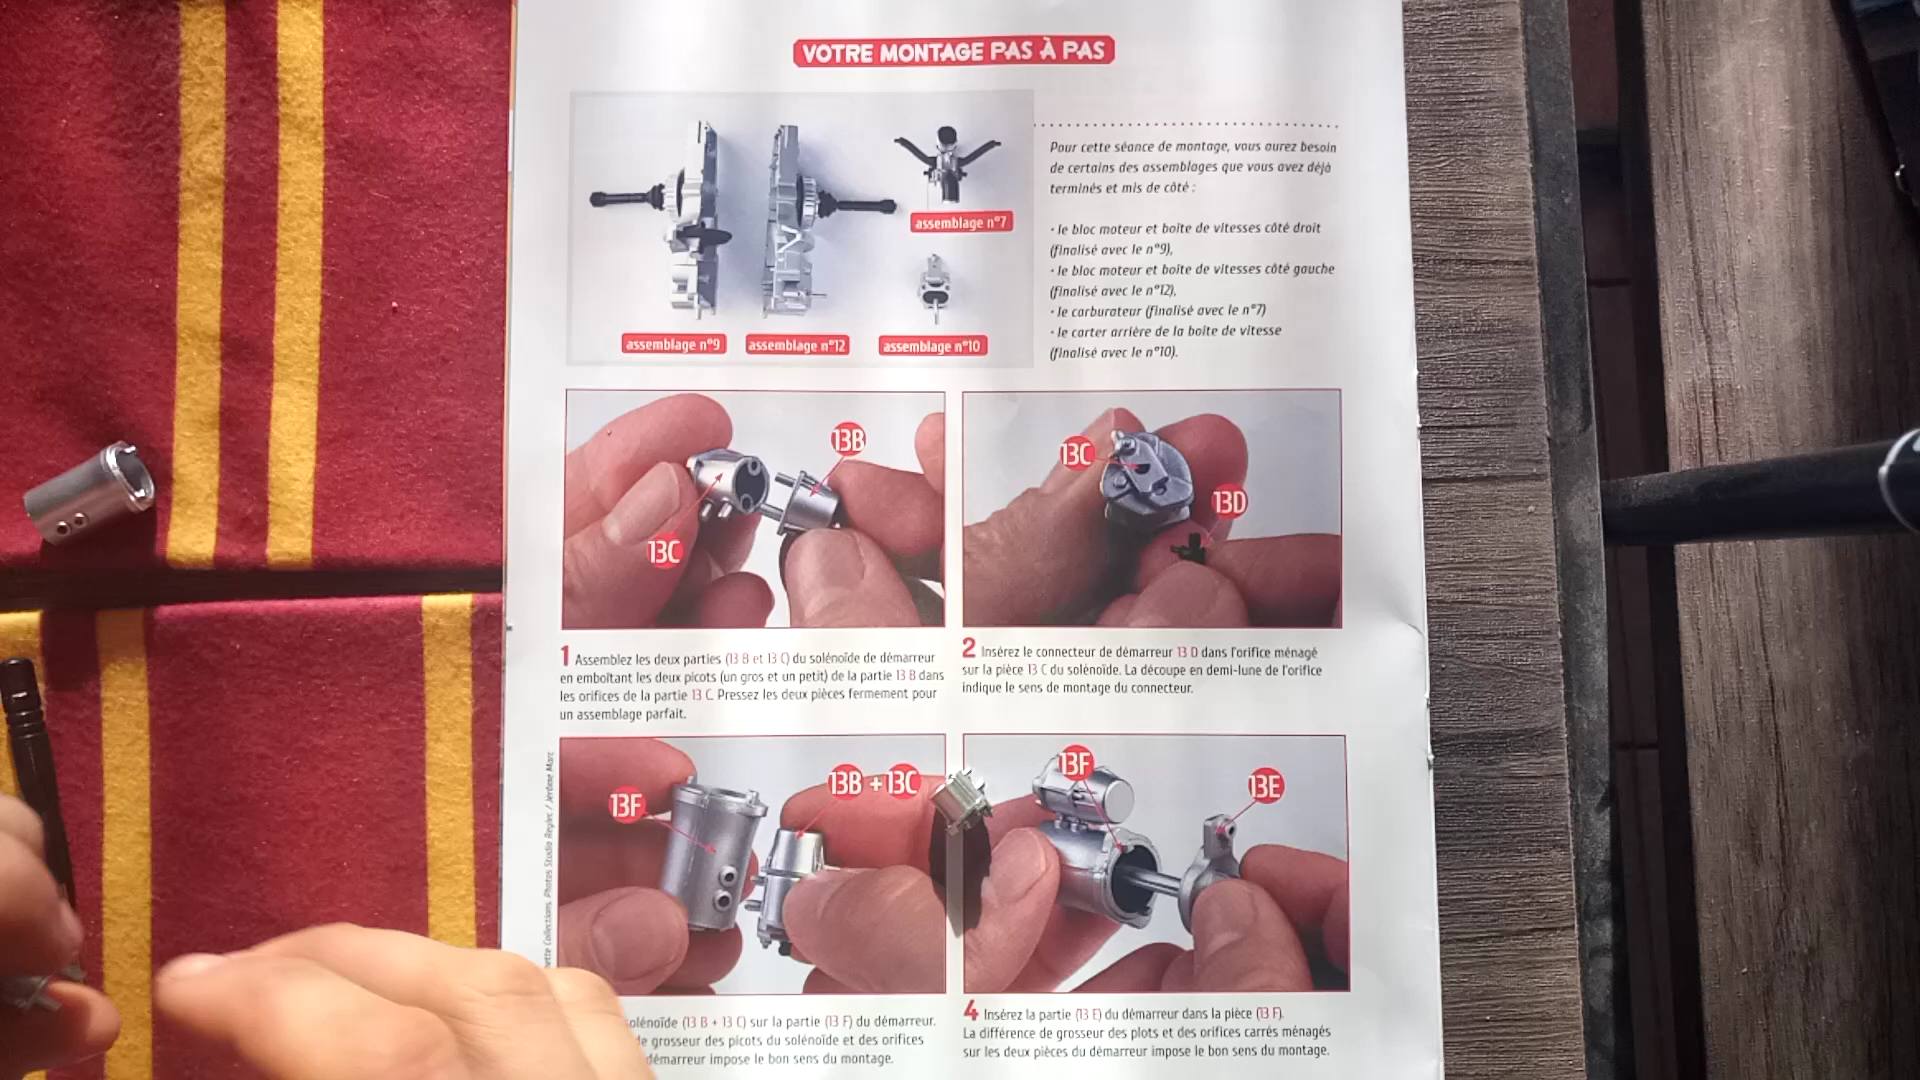 VOTRE MONTAGE PAS À PAS
assemblage n°7
assemblage n°9
assemblage n°12
assemblage n°10
Pour cette séance de montage, vous aurez besoin
de certains des assemblages que vous avez déjà
terminés et mis de côté :
• le bloc moteur et boîte de vitesses côté droit
(finalisé avec le n°9),
• le bloc moteur et boîte de vitesses côté gauche
(finalisé avec le n°12),
• le carburateur (finalisé avec le n°7)
• le carter arrière de la boîte de vitesse
(finalisé avec le n°10).
13B
13C
13C
13D
1 Assemblez les deux parties (13 B et 13 C) du solénoïde de démarreur
en emboîtant les deux picots (un gros et un petit) de la partie 13 B dans
les orifices de la partie 13 C. Pressez les deux pièces fermement pour
un assemblage parfait.
2 Insérez le connecteur de démarreur 13 D dans l'orifice ménagé
sur la pièce 13 C du solénoïde. La découpe en demi-lune de l'orifice
indique le sens de montage du connecteur.
13F
13B + 13C
13F
13E
Collections. Photos Studio Regler / Jérôme Marc
olénoïde (13 B + 13 C) sur la partie (13 F) du démarreur.
de grosseur des picots du solénoïde et des orifices
démarreur impose le bon sens du montage.
4 Insérez la partie (13 E) du démarreur dans la pièce (13 F).
La différence de grosseur des plots et des orifices carrés ménagés
sur les deux pièces du démarreur impose le bon sens du montage.